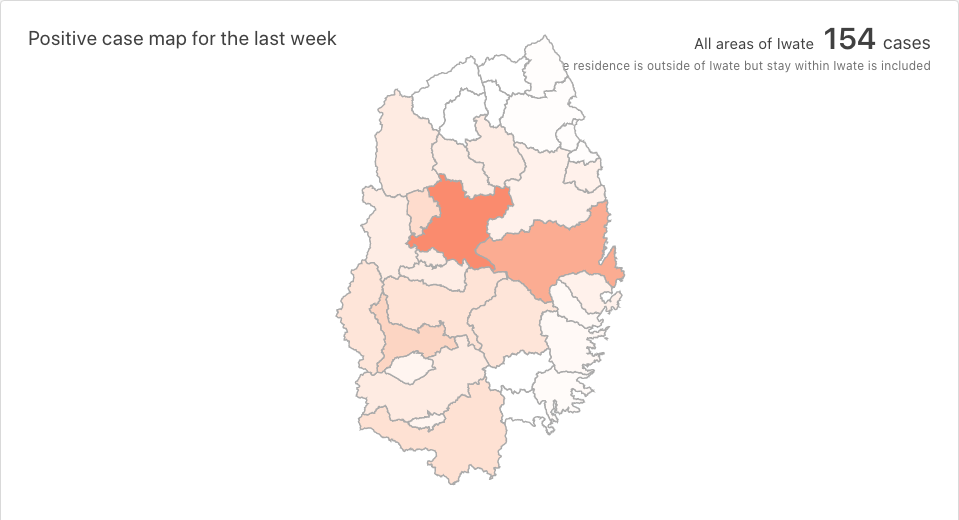 Positive case map for the last week
All areas of Iwate 154 cases
residence is outside of Iwate but stay within Iwate is included